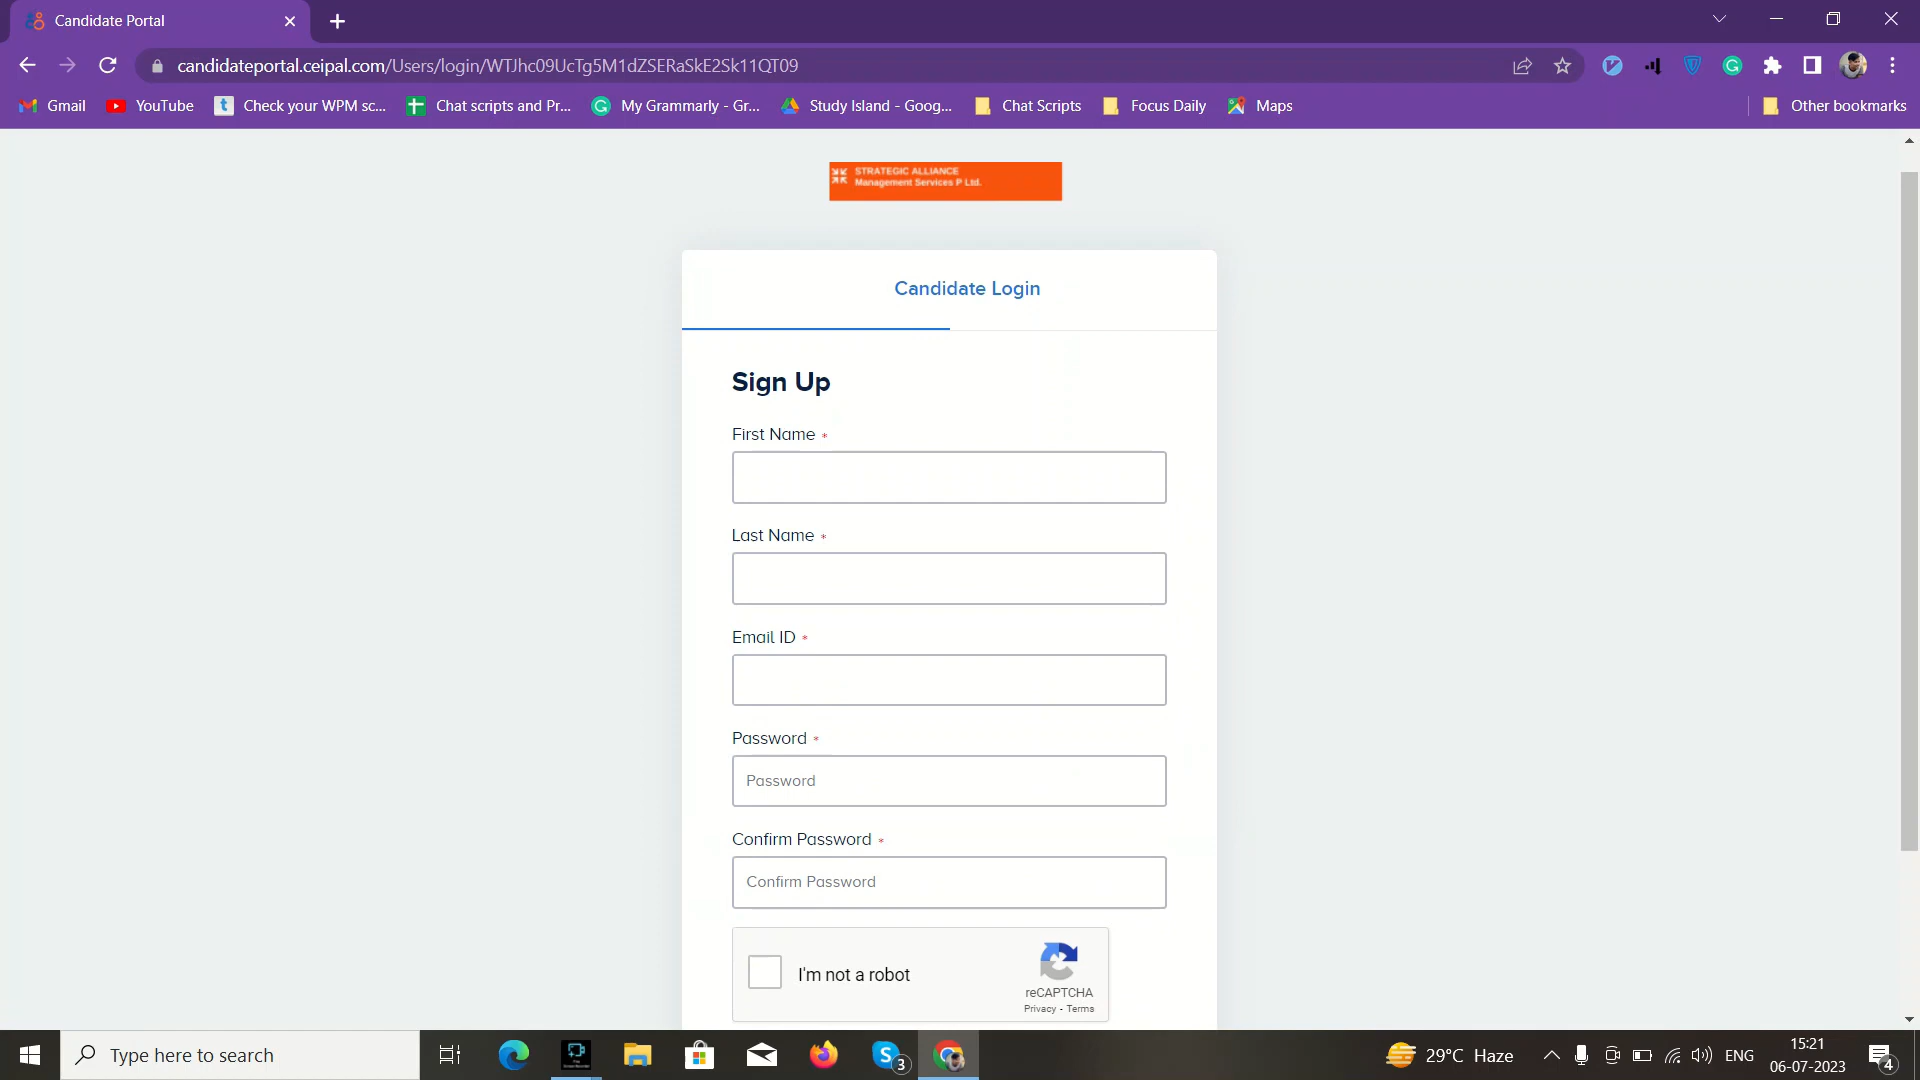 Candidate Portal
candidateportal.ceipal.com/Users/login/WTJhc09UcTg5M1dZSERaSkE2Sk11QT09
Gmail YouTube Check your WPM sc... Chat scripts and Pr... My Grammarly - Gr... Study Island - Goog... Chat Scripts Focus Daily Maps Other bookmarks
STRATEGIC ALLIANCE
Management Services P Ltd.
Candidate Login
Sign Up
First Name *
Last Name *
Email ID *
Password *
Password
Confirm Password *
Confirm Password
I'm not a robot
reCAPTCHA
Privacy - Terms
Type here to search
3
29°C Haze
ENG
15:21
06-07-2023
4